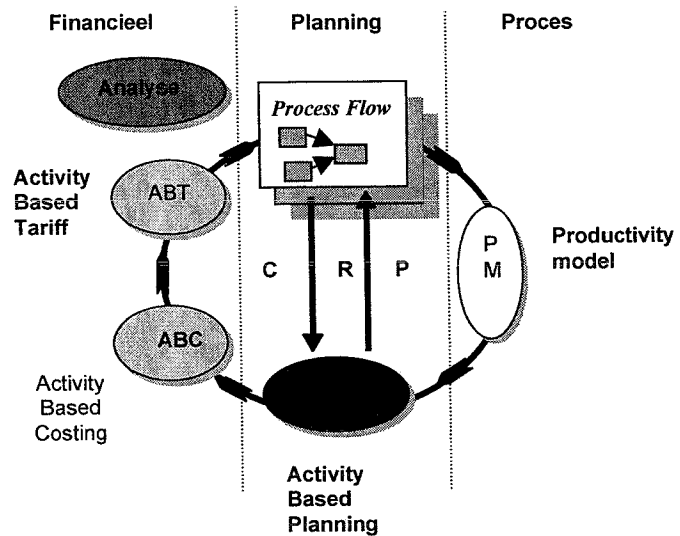 Financieel
Planning
Proces
Analyse
Process Flow
ABT
Activity
Based
Tariff
P
M
Productivity
model
C R P
ABC
Activity
Based
Costing
Activity
Based
Planning